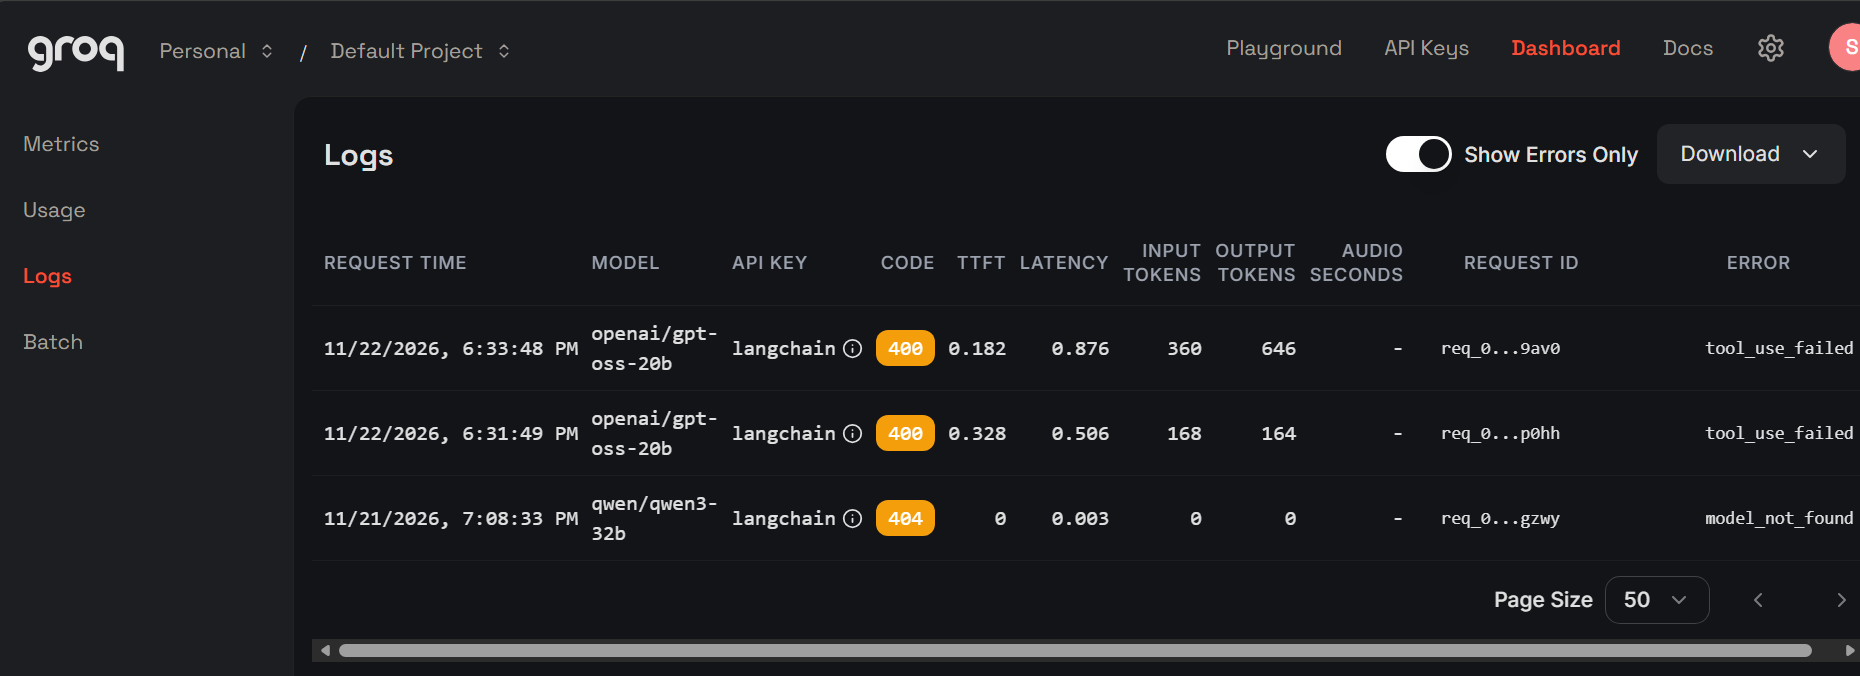 groq Personal / Default Project Playground API Keys Dashboard Docs S
Metrics
Usage
Logs
Batch
Logs Show Errors Only Download
REQUEST TIME MODEL API KEY CODE TTFT LATENCY INPUT TOKENS OUTPUT TOKENS AUDIO SECONDS REQUEST ID ERROR
11/22/2026, 6:33:48 PM openai/gpt-oss-20b langchain 400 0.182 0.876 360 646 - req_0...9av0 tool_use_failed
11/22/2026, 6:31:49 PM openai/gpt-oss-20b langchain 400 0.328 0.506 168 164 - req_0...p0hh tool_use_failed
11/21/2026, 7:08:33 PM qwen/qwen3-32b langchain 404 0 0.003 0 0 - req_0...gzwy model_not_found
Page Size 50